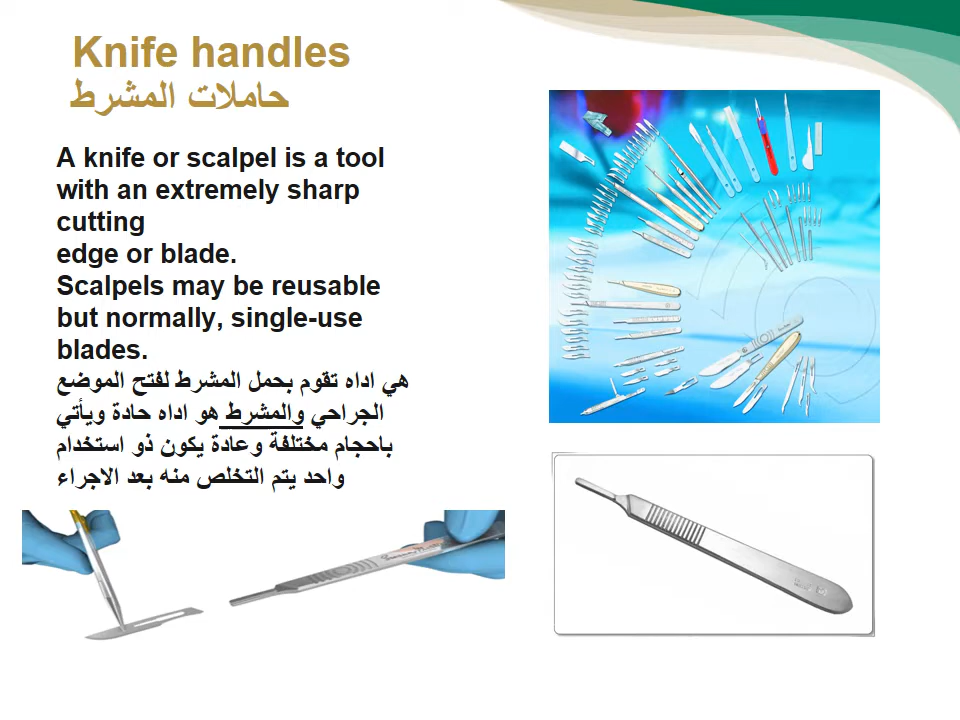 Knife handles
حاملات المشرط
A knife or scalpel is a tool
with an extremely sharp
cutting
edge or blade.
Scalpels may be reusable
but normally, single-use
blades.
هي اداه تقوم بحمل المشرط لفتح الموضع
الجراحي والمشرط هو اداه حادة ويأتي
باحجام مختلفة وعادة يكون ذو استخدام
واحد يتم التخلص منه بعد الاجراء